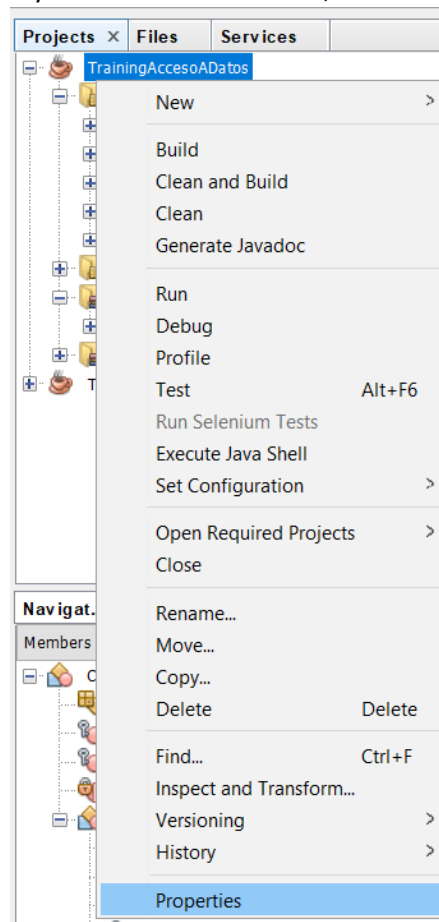 Projects × Files Services
TrainingAccesoADatos
New >
Build
Clean and Build
Clean
Generate Javadoc
Run
Debug
Profile
T
Test Alt+F6
Run Selenium Tests
Execute Java Shell
Set Configuration >
Open Required Projects >
Close
Navigat.
Rename...
Members
Move...
C
Copy...
Delete Delete
Find... Ctrl+F
Inspect and Transform...
Versioning >
History >
Properties